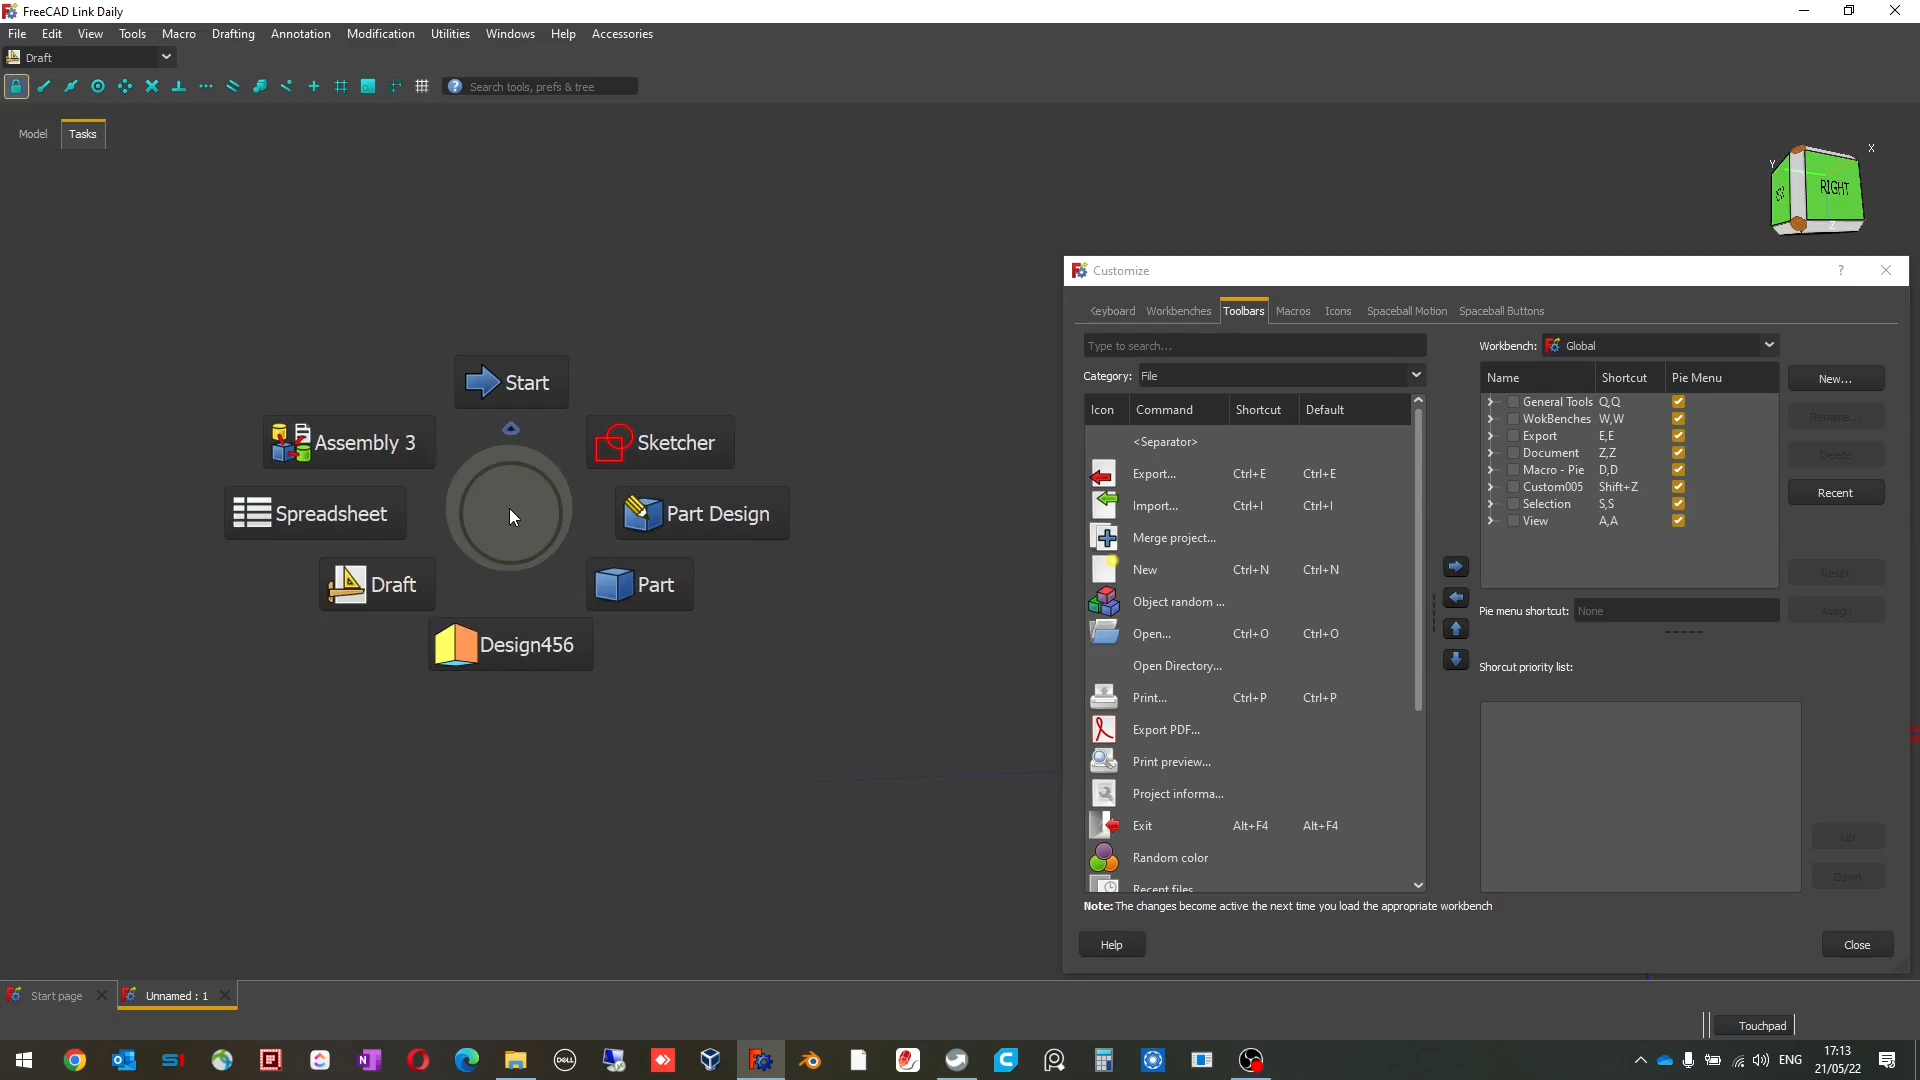 FreeCAD Link Daily
File Edit View Tools Macro Drafting Annotation Modification Utilities Windows Help Accessories
Draft
Search tools, prefs & tree
Model Tasks
X
Y
RIGHT
Z
Start
Assembly 3
Sketcher
Spreadsheet
Part Design
Draft
Part
Design456
Customize
Keyboard Workbenches Toolbars Macros Icons Spaceball Motion Spaceball Buttons
Type to search...
Category: File
Icon Command Shortcut Default
<Separator>
Export... Ctrl+E Ctrl+E
Import... Ctrl+I Ctrl+I
Merge project...
New Ctrl+N Ctrl+N
Object random ...
Open... Ctrl+O Ctrl+O
Open Directory...
Print... Ctrl+P Ctrl+P
Export PDF...
Print preview...
Project informa...
Exit Alt+F4 Alt+F4
Random color
Recent files
Workbench: Global
Name Shortcut Pie Menu
General Tools Q,Q
WokBenches W,W
Export E,E
Document Z,Z
Macro - Pie D,D
Custom005 Shift+Z
Selection S,S
View A,A
New...
Rename...
Delete
Recent
Reset
Pie menu shortcut: None
Assign
Shorcut priority list:
Up
Down
Note: The changes become active the next time you load the appropriate workbench
Help
Close
Start page
Unnamed : 1
Touchpad
ENG
17:13
21/05/22